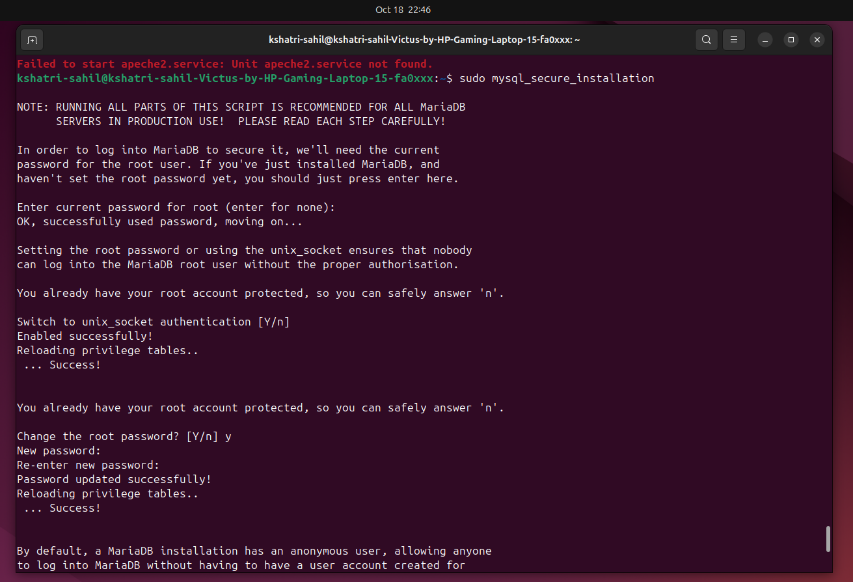 Oct 18 22:46
kshatri-sahil@kshatri-sahil-Victus-by-HP-Gaming-Laptop-15-fa0xxx: ~
Failed to start apeche2.service: Unit apeche2.service not found.
kshatri-sahil@kshatri-sahil-Victus-by-HP-Gaming-Laptop-15-fa0xxx:~$ sudo mysql_secure_installation
NOTE: RUNNING ALL PARTS OF THIS SCRIPT IS RECOMMENDED FOR ALL MariaDB
SERVERS IN PRODUCTION USE! PLEASE READ EACH STEP CAREFULLY!
In order to log into MariaDB to secure it, we'll need the current
password for the root user. If you've just installed MariaDB, and
haven't set the root password yet, you should just press enter here.
Enter current password for root (enter for none):
OK, successfully used password, moving on...
Setting the root password or using the unix_socket ensures that nobody
can log into the MariaDB root user without the proper authorisation.
You already have your root account protected, so you can safely answer 'n'.
Switch to unix_socket authentication [Y/n]
Enabled successfully!
Reloading privilege tables..
... Success!
You already have your root account protected, so you can safely answer 'n'.
Change the root password? [Y/n] y
New password:
Re-enter new password:
Password updated successfully!
Reloading privilege tables..
... Success!
By default, a MariaDB installation has an anonymous user, allowing anyone
to log into MariaDB without having to have a user account created for